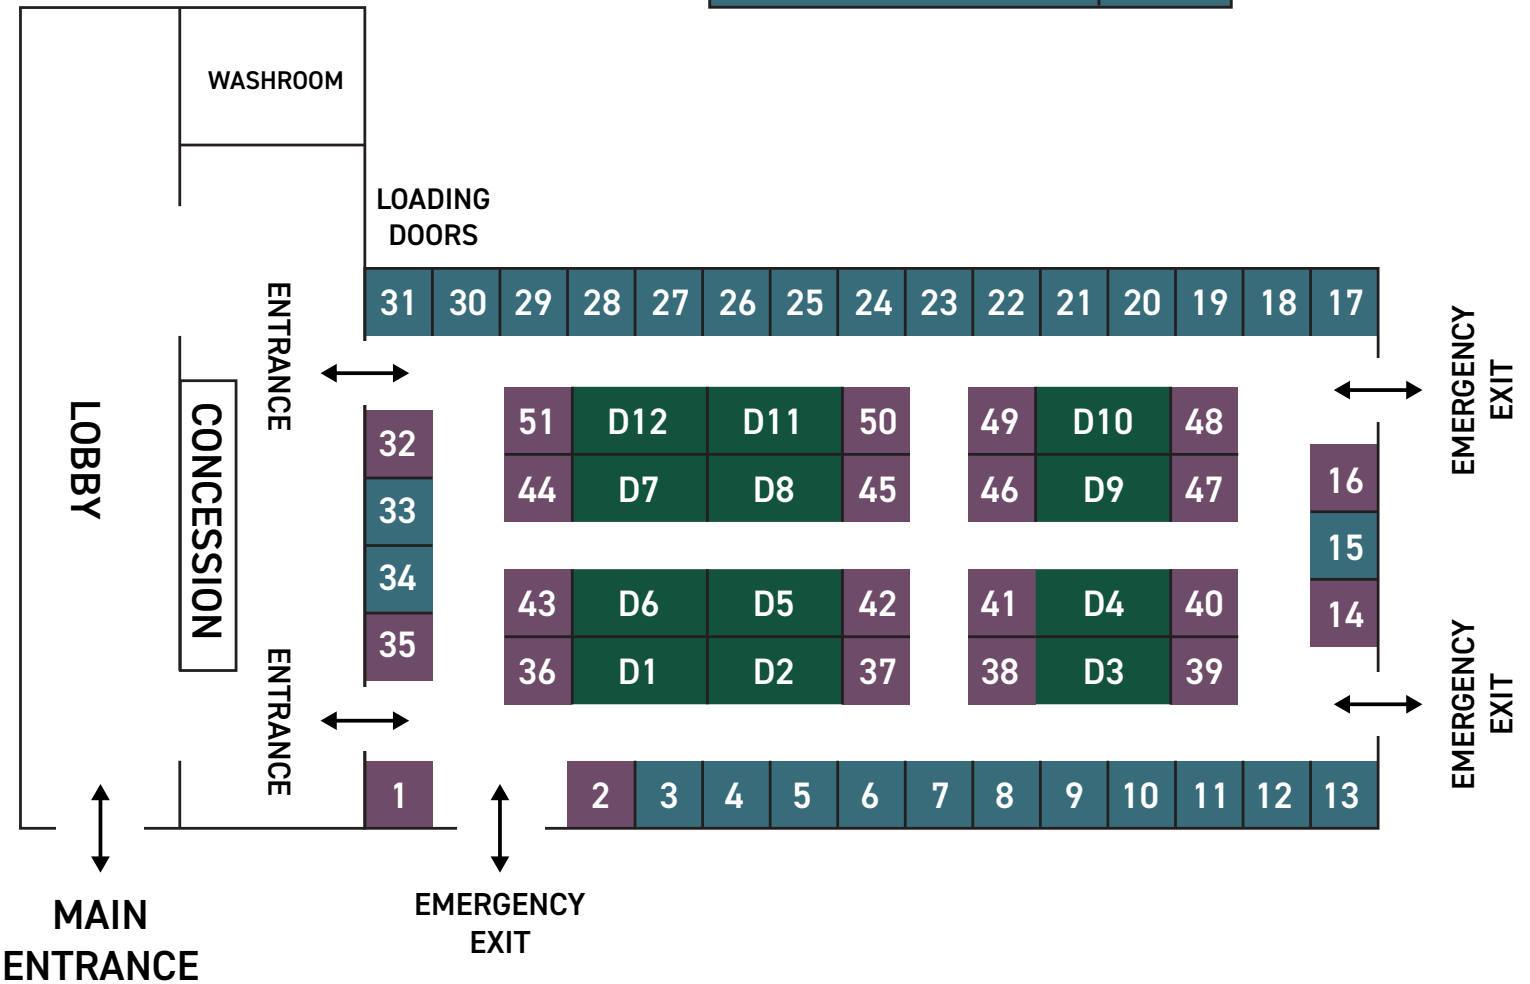 WASHROOM
LOADING
DOORS
31 30 29 28 27 26 25 24 23 22 21 20 19 18 17
ENTRANCE
EMERGENCY
EXIT
LOBBY
CONCESSION
32
33
34
35
51 D12 D11 50 49 D10 48
44 D7 D8 45 46 D9 47
16
15
14
43 D6 D5 42 41 D4 40
36 D1 D2 37 38 D3 39
ENTRANCE
EMERGENCY
EXIT
1 2 3 4 5 6 7 8 9 10 11 12 13
MAIN
ENTRANCE
EMERGENCY
EXIT